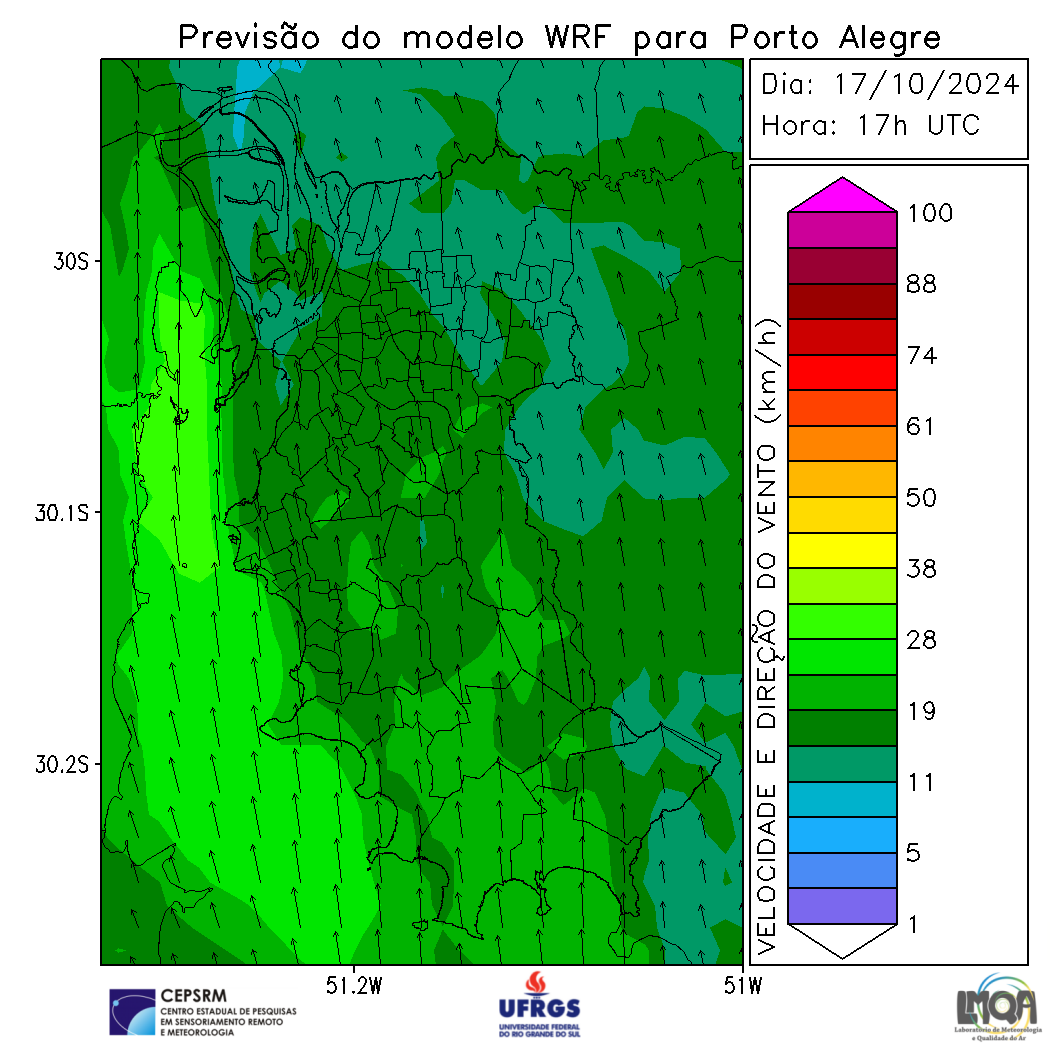 Previsão do modelo WRF para Porto Alegre
Dia: 17/10/2024
Hora: 17h UTC
30S
30.1S
30.2S
51.2W
51W
VELOCIDADE E DIREÇÃO DO VENTO (km/h)
100
88
74
61
50
38
28
19
11
5
1
CEPSRM
CENTRO ESTADUAL DE PESQUISAS
EM SENSORIAMENTO REMOTO
E METEOROLOGIA
UFRGS
UNIVERSIDADE FEDERAL
DO RIO GRANDE DO SUL
LMQA
Laboratório de Meteorologia
e Qualidade do Ar